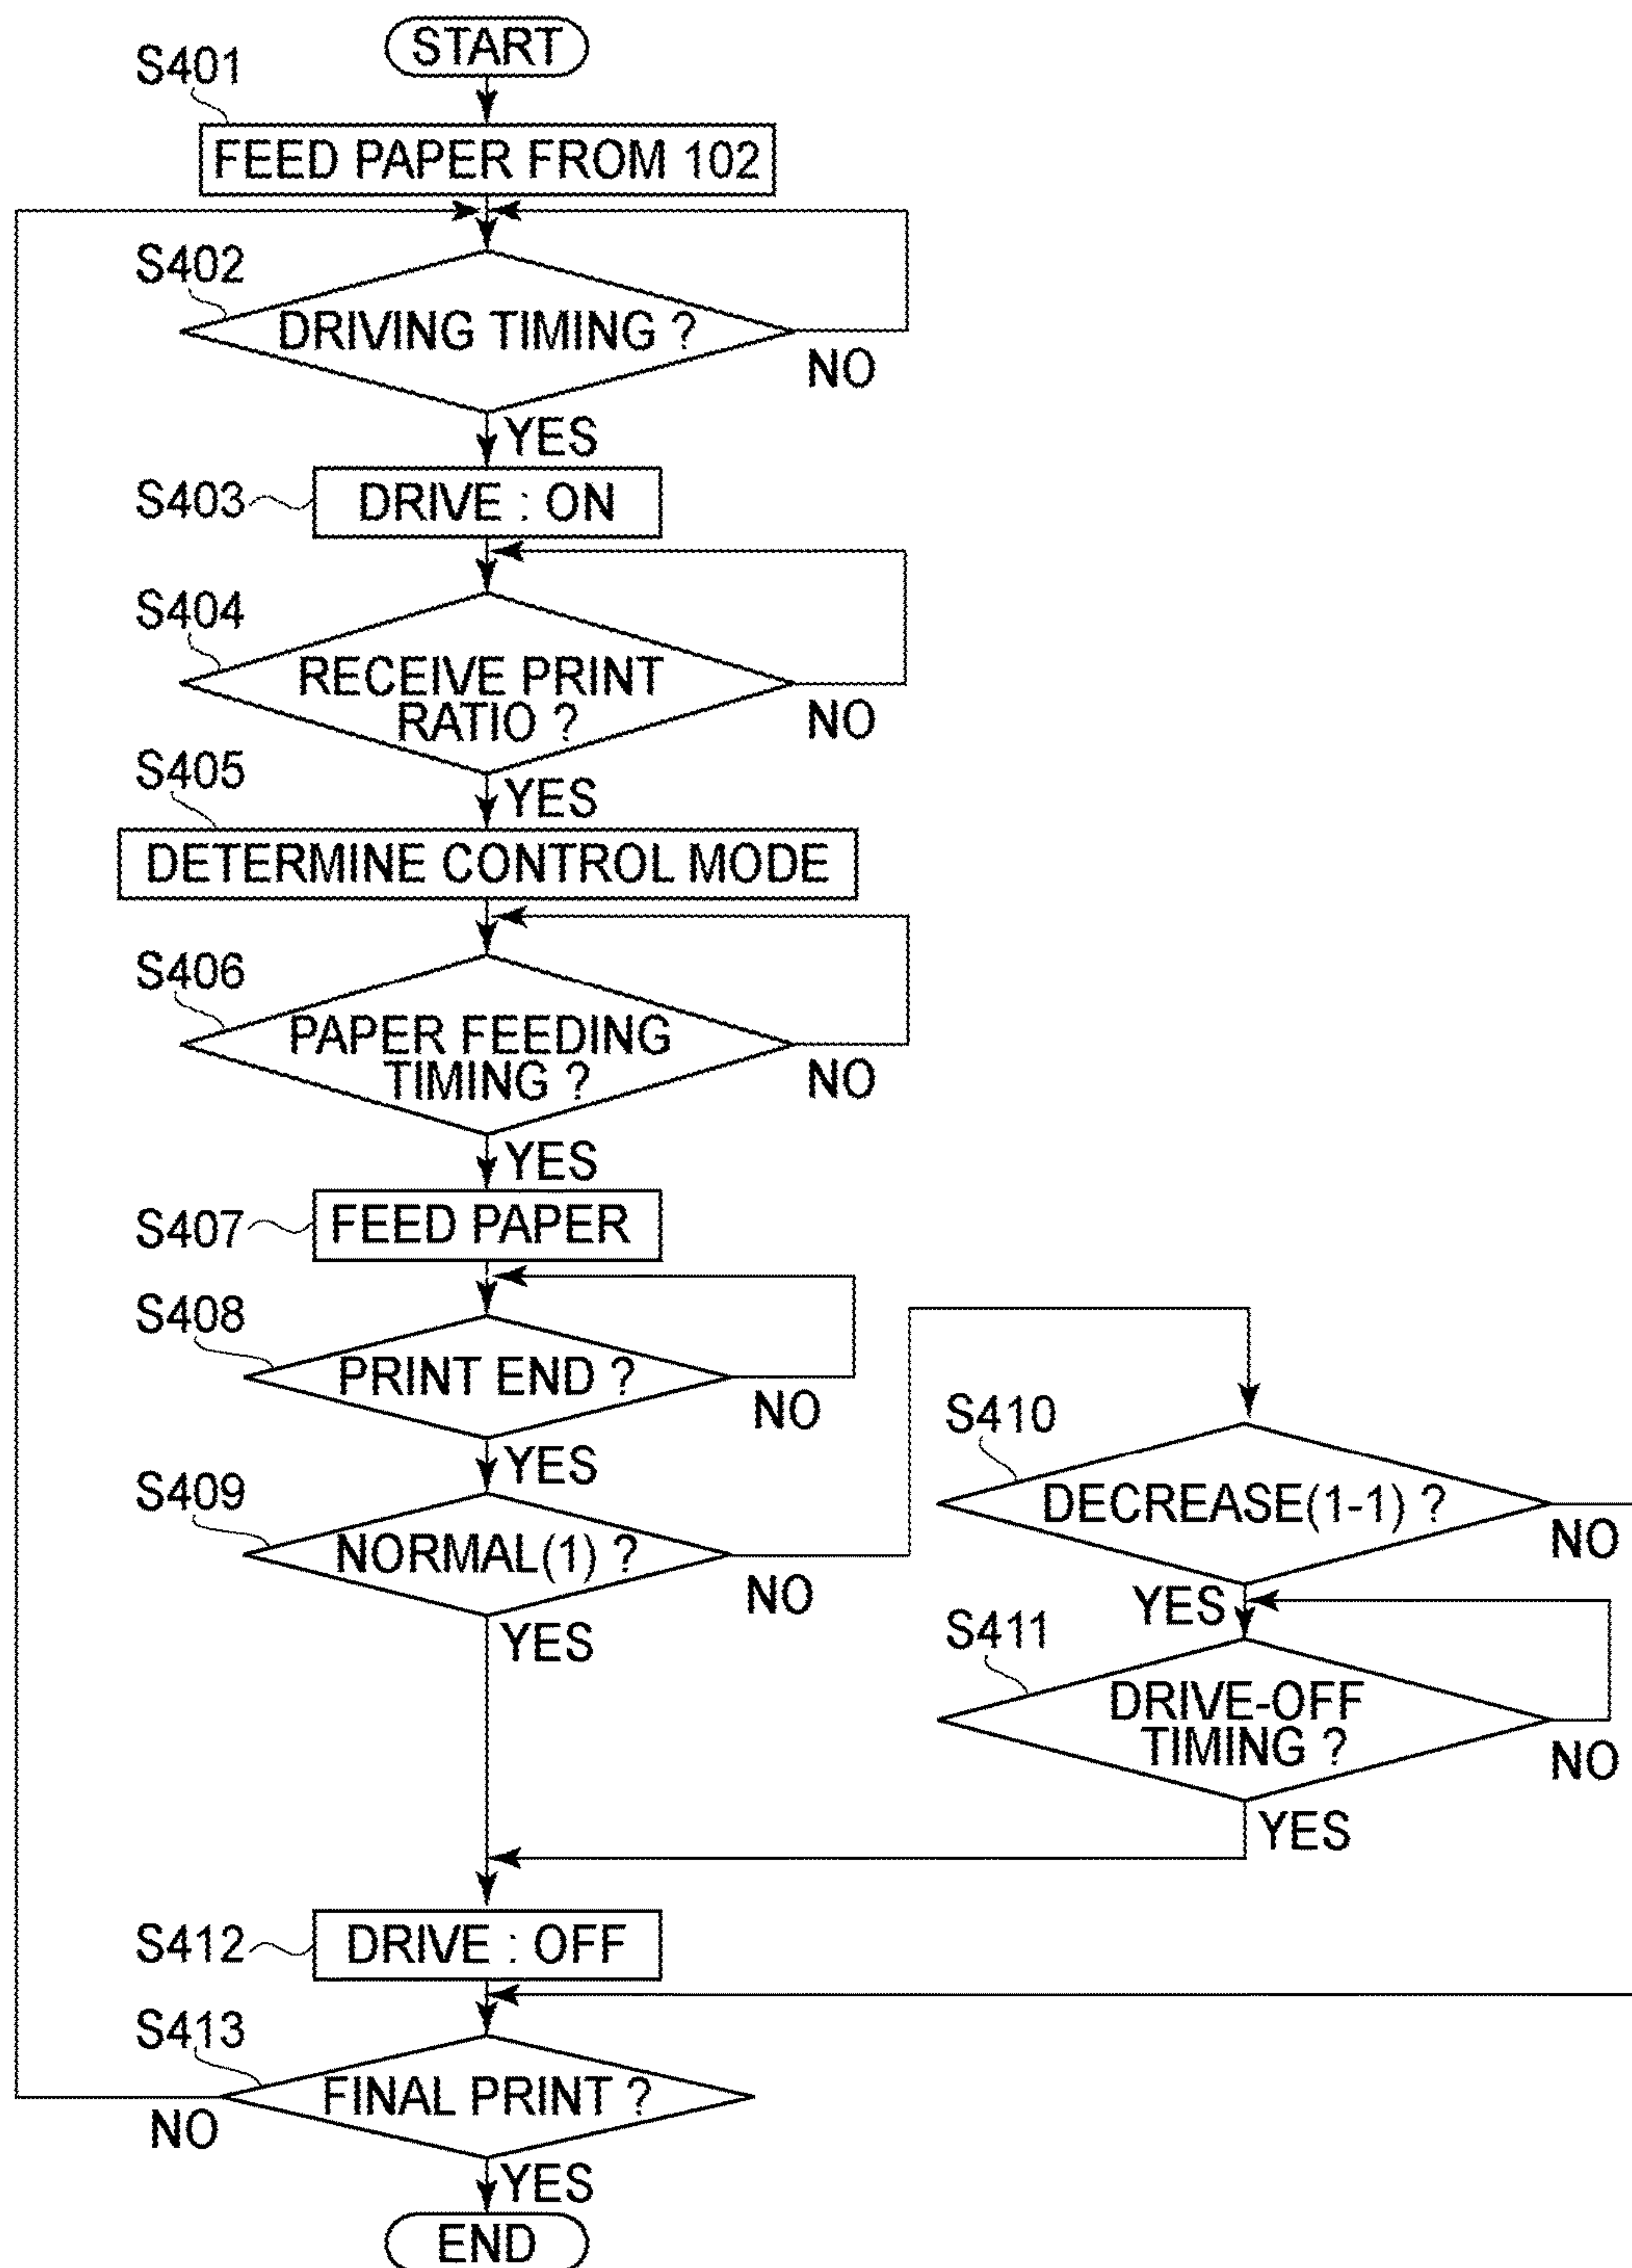 START
S401
FEED PAPER FROM 102
S402
DRIVING TIMING ?
NO
YES
S403
DRIVE : ON
S404
RECEIVE PRINT
RATIO ?
NO
YES
S405
DETERMINE CONTROL MODE
S406
PAPER FEEDING
TIMING ?
NO
YES
S407
FEED PAPER
S408
PRINT END ?
NO
YES
S409
NORMAL(1) ?
NO
YES
S410
DECREASE(1-1) ?
NO
YES
S411
DRIVE-OFF
TIMING ?
NO
YES
S412
DRIVE : OFF
S413
FINAL PRINT ?
NO
YES
END